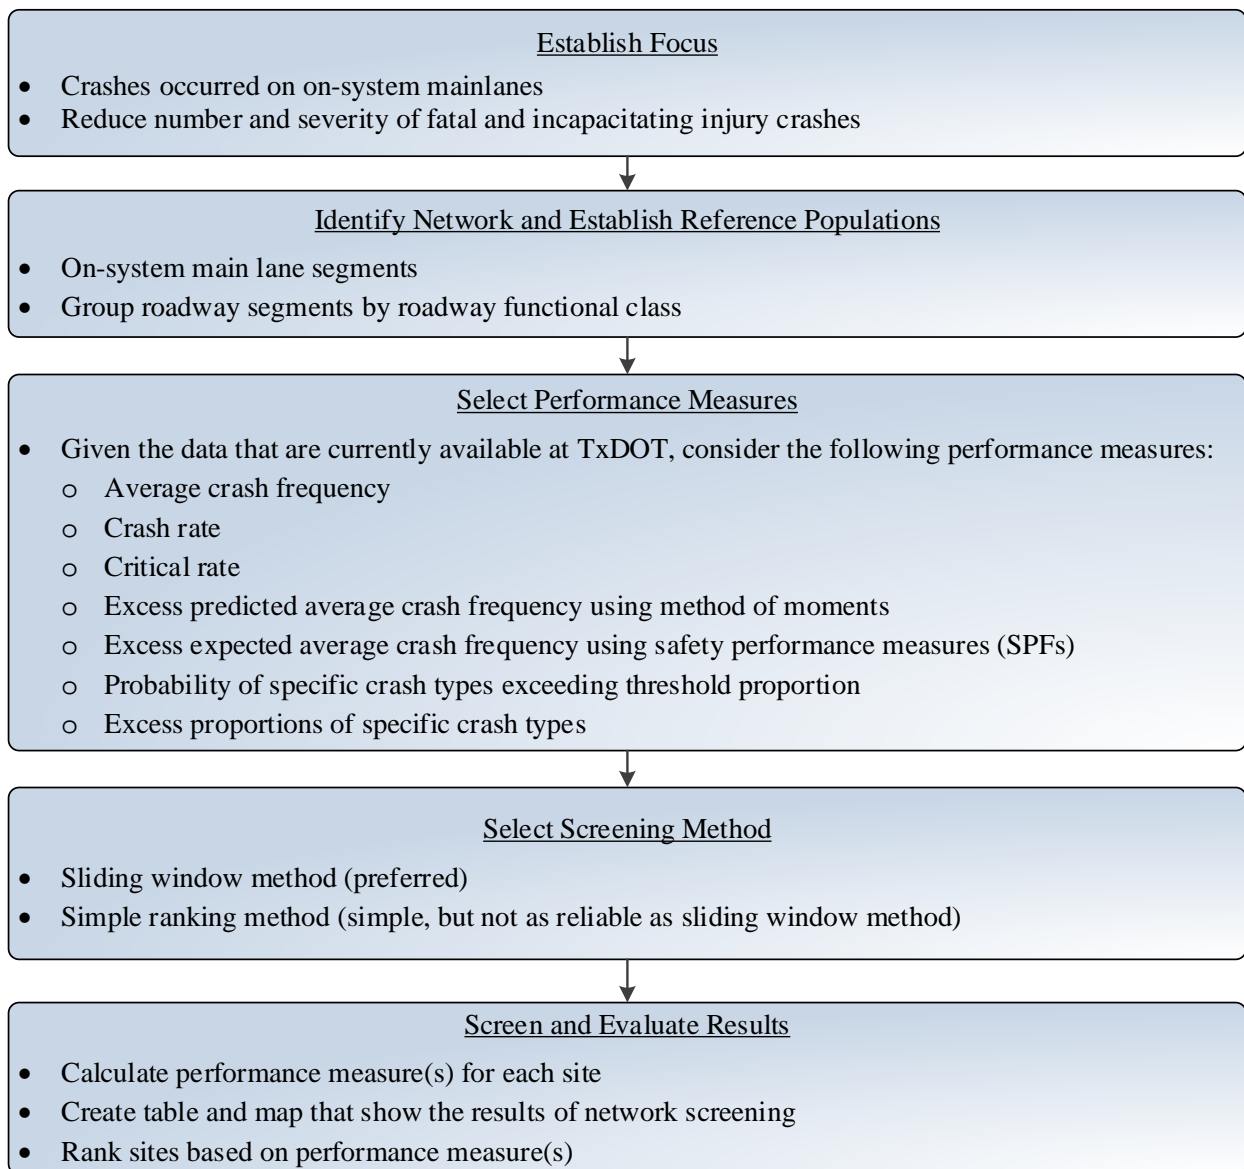 Establish Focus
• Crashes occurred on on-system mainlanes
• Reduce number and severity of fatal and incapacitating injury crashes
Identify Network and Establish Reference Populations
• On-system main lane segments
• Group roadway segments by roadway functional class
Select Performance Measures
• Given the data that are currently available at TxDOT, consider the following performance measures:
o Average crash frequency
o Crash rate
o Critical rate
o Excess predicted average crash frequency using method of moments
o Excess expected average crash frequency using safety performance measures (SPFs)
o Probability of specific crash types exceeding threshold proportion
o Excess proportions of specific crash types
Select Screening Method
• Sliding window method (preferred)
• Simple ranking method (simple, but not as reliable as sliding window method)
Screen and Evaluate Results
• Calculate performance measure(s) for each site
• Create table and map that show the results of network screening
• Rank sites based on performance measure(s)